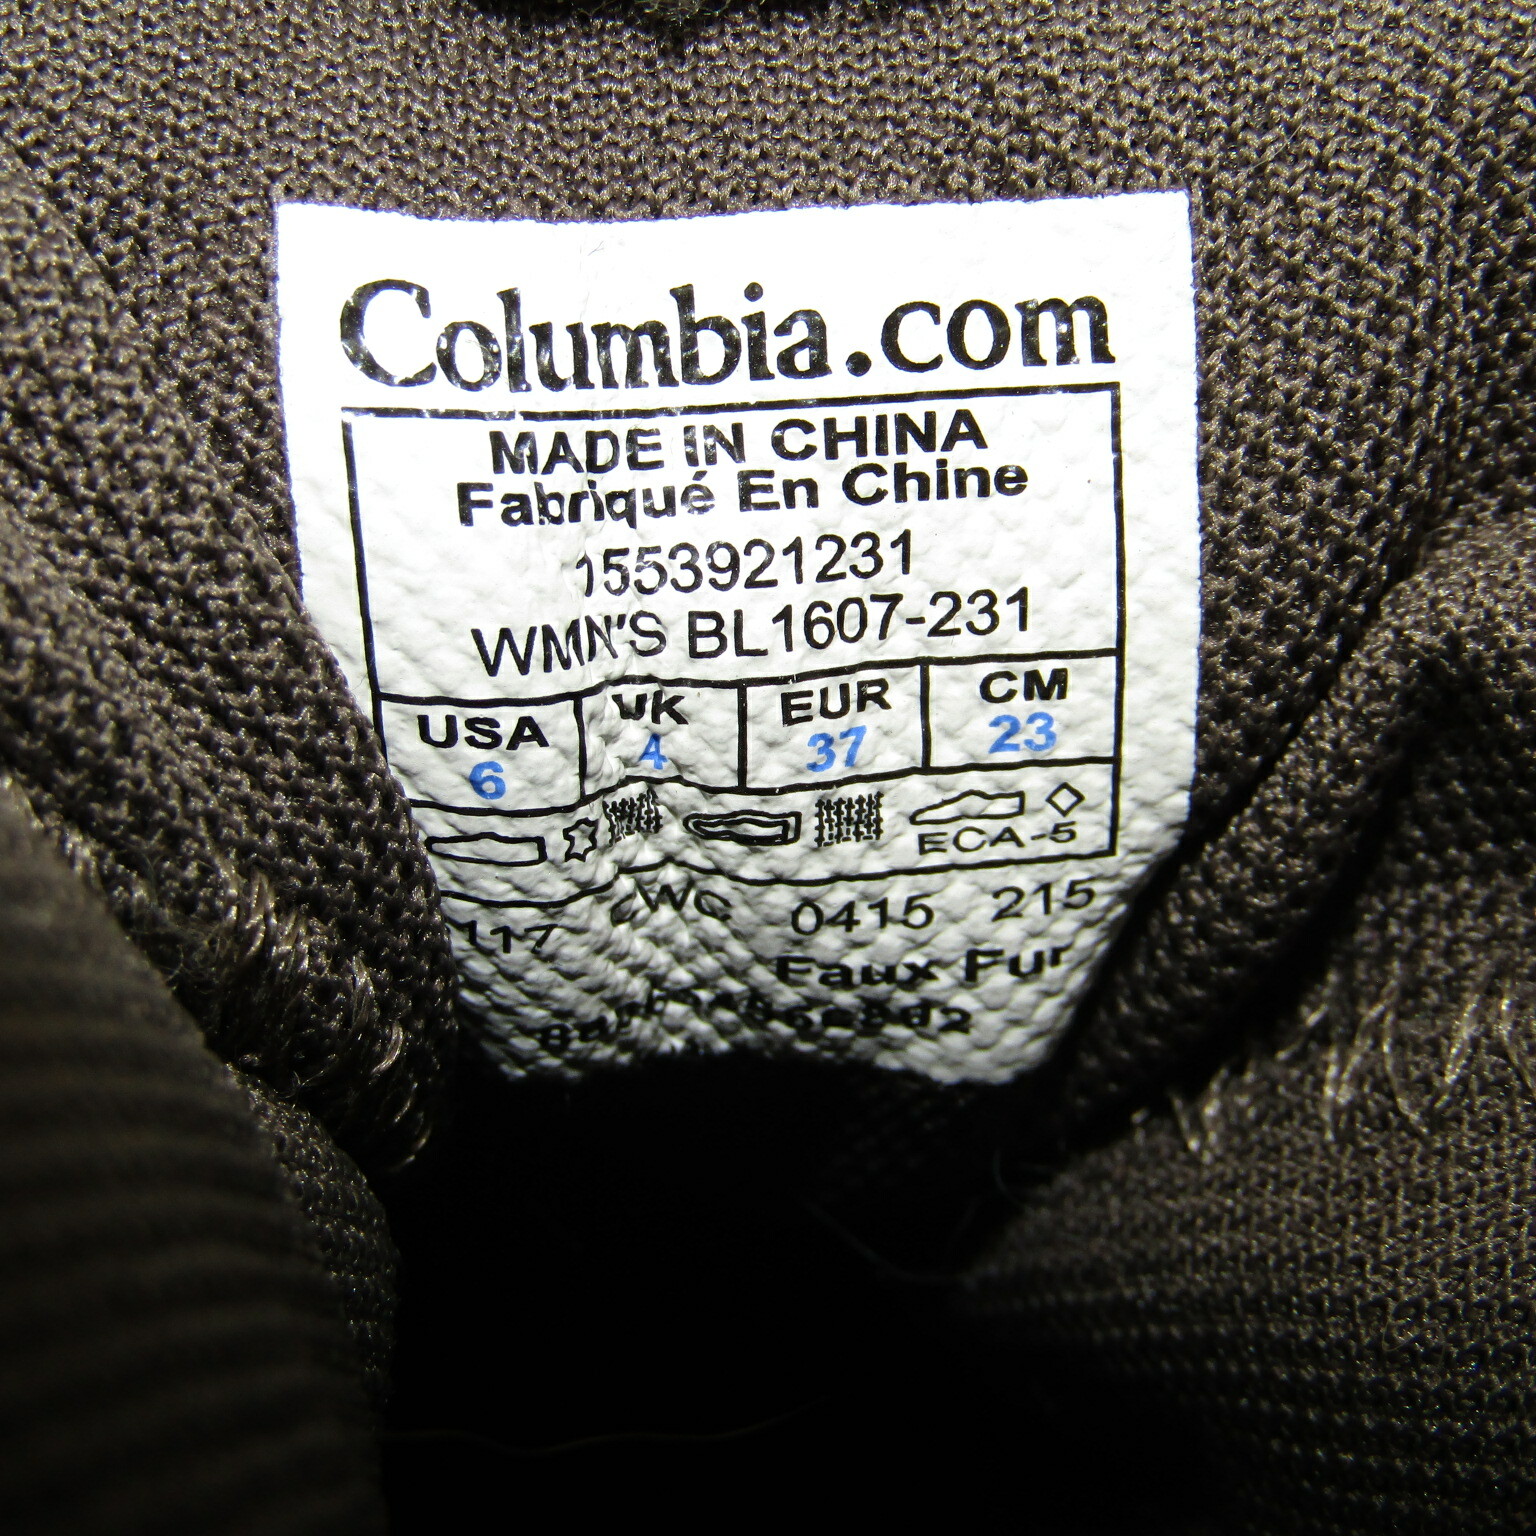 Columbia.com
MADE IN CHINA
Fabriqué En Chine
1553921231
WMN'S BL1607-231
USA UK EUR CM
6 4 37 23
ECA-5
117 CWC 0415 215
Faux Fur